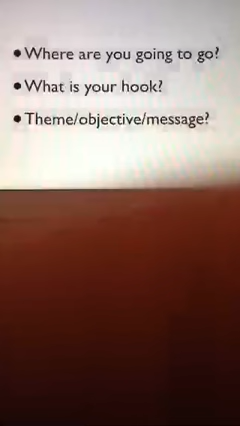 • Where are you going to go?
• What is your hook?
• Theme/objective/message?